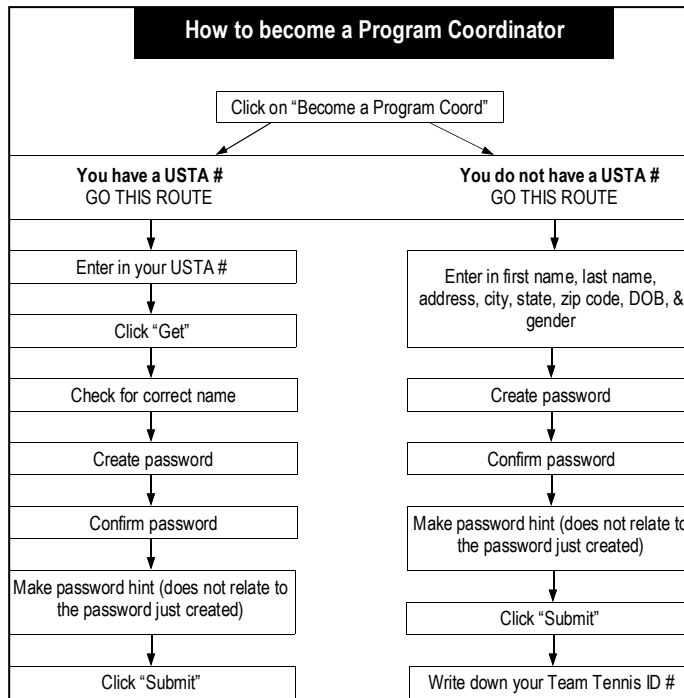 How to become a Program Coordinator
Click on "Become a Program Coord"
You have a USTA #
GO THIS ROUTE
Enter in your USTA #
Click "Get"
Check for correct name
Create password
Confirm password
Make password hint (does not relate to
the password just created)
Click "Submit"
You do not have a USTA #
GO THIS ROUTE
Enter in first name, last name,
address, city, state, zip code, DOB, &
gender
Create password
Confirm password
Make password hint (does not relate to
the password just created)
Click "Submit"
Write down your Team Tennis ID #